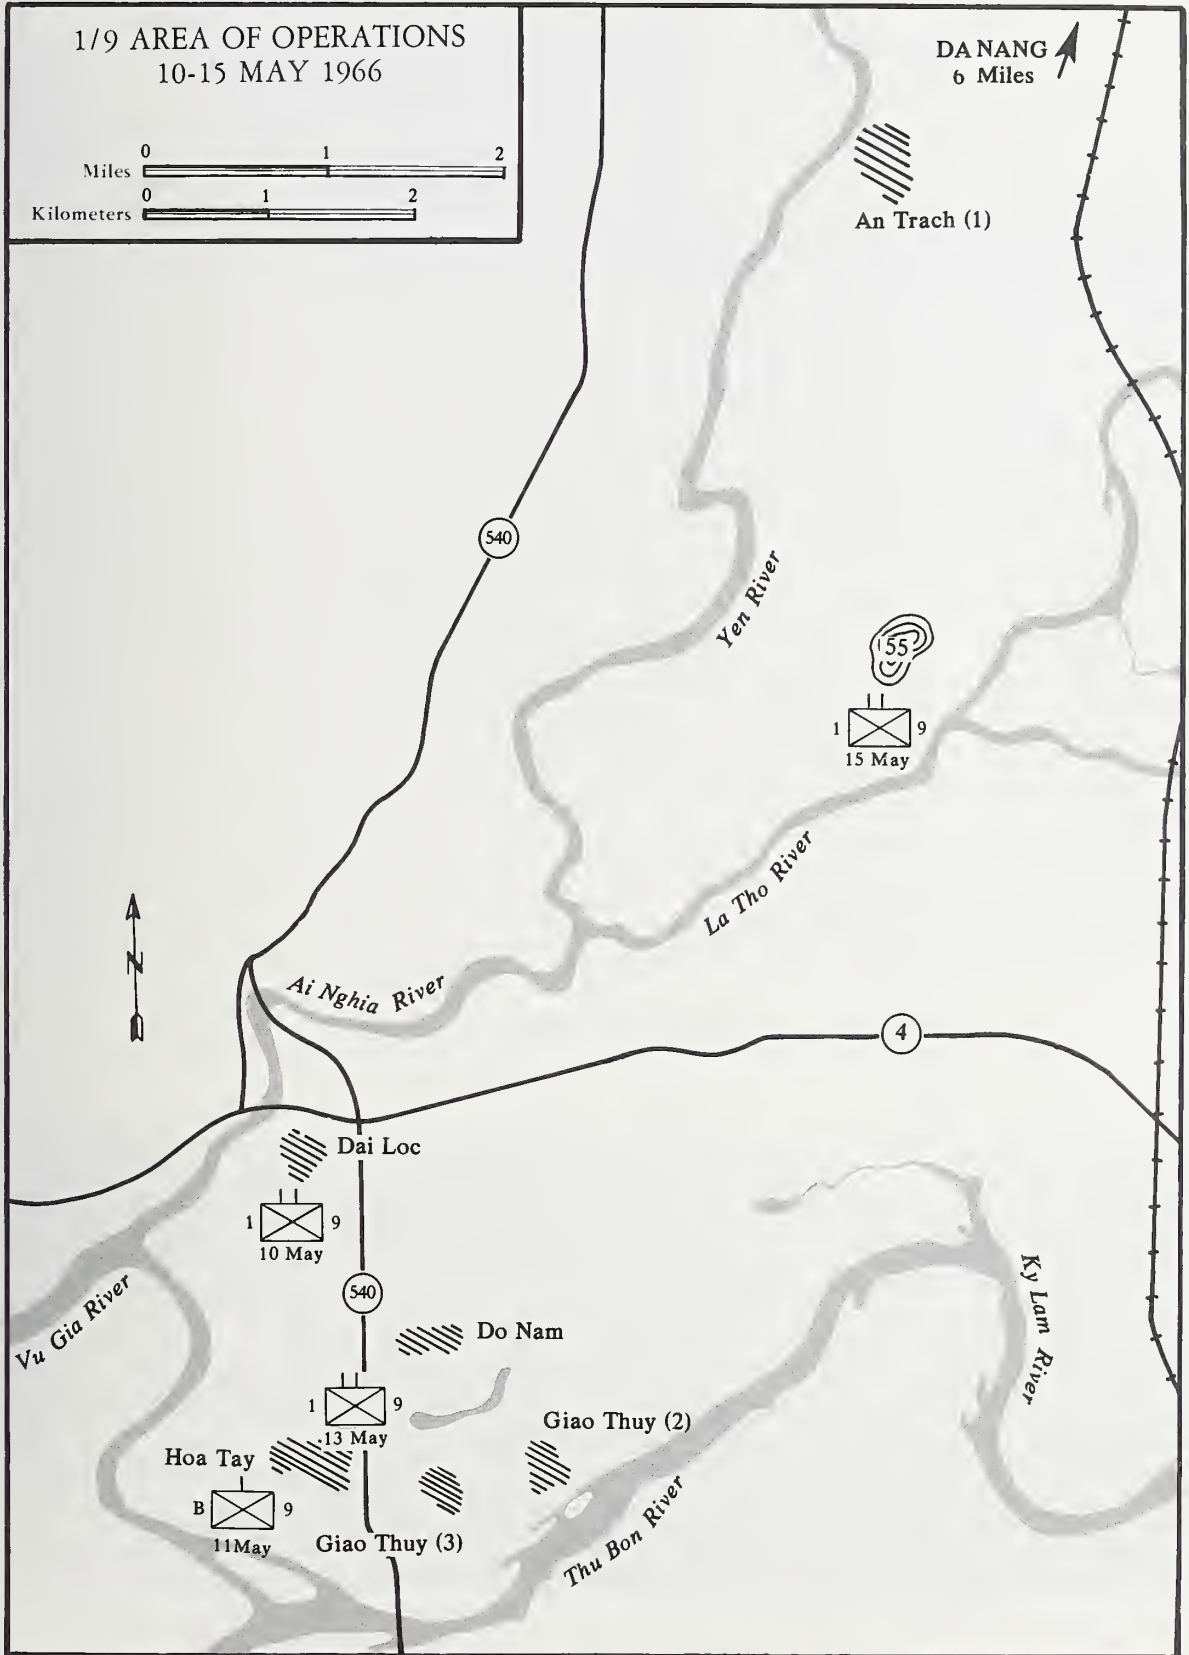 1/9 AREA OF OPERATIONS
10-15 MAY 1966
0 1 2
Miles
0 1 2
Kilometers
DA NANG
6 Miles
An Trach (1)
540
Yen River
55
1 9
15 May
La Tho River
N
Ai Nghia River
4
Dai Loc
1 9
10 May
Vu Gia River
540
Ky Lam River
Do Nam
1 9
13 May
Giao Thuy (2)
Hoa Tay
B 9
11May
Giao Thuy (3)
Thu Bon River